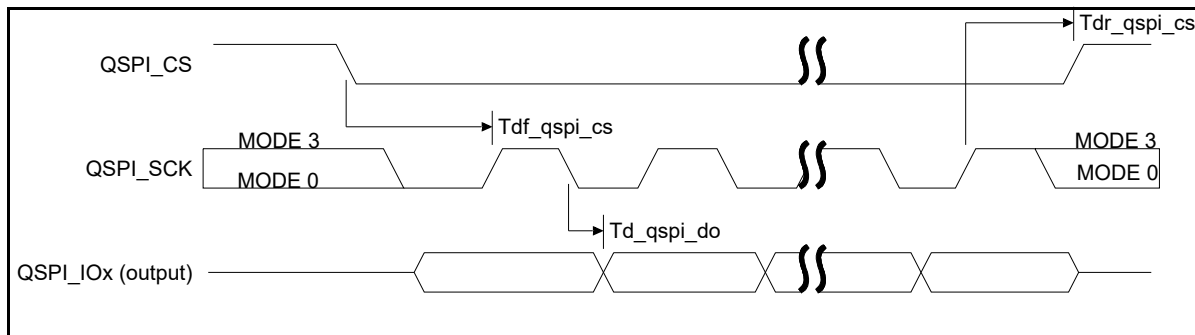 Tdr_qspi_cs
QSPI_CS
Tdf_qspi_cs
MODE 3
MODE 3
QSPI_SCK
MODE 0
MODE 0
Td_qspi_do
QSPI_IOx (output)